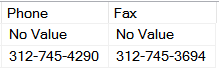 Phone Fax
No Value No Value
312-745-4290 312-745-3694